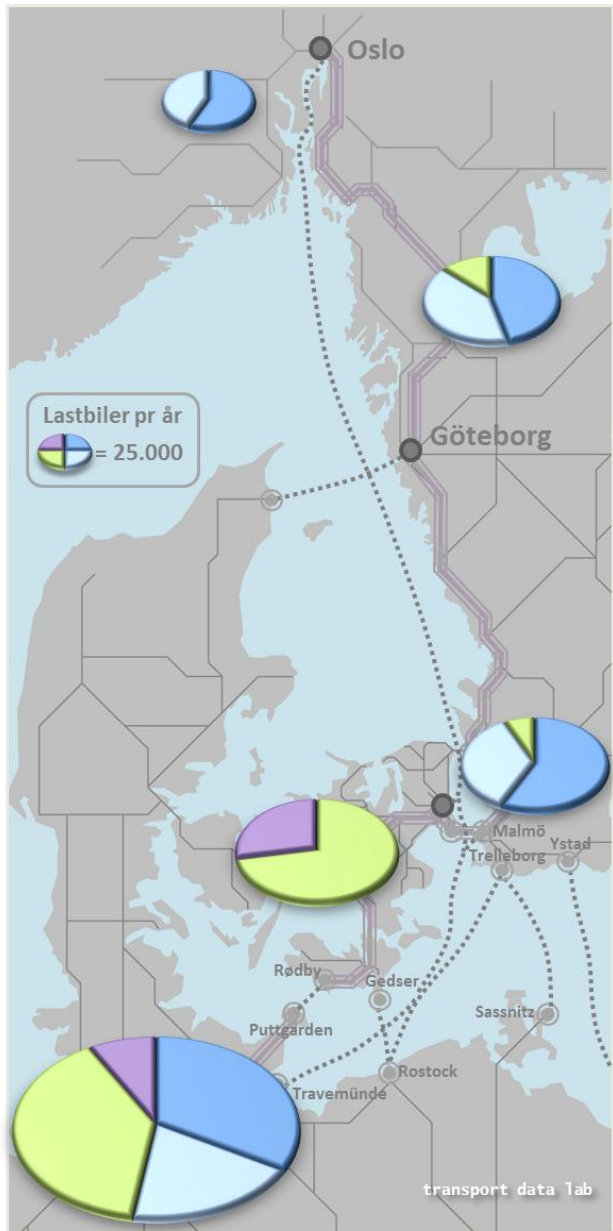 Oslo
Lastbiler pr år
= 25.000
Göteborg
Malmö
Trelleborg
Ystad
Rødby
Gedser
Sassnitz
Puttgarden
Rostock
Travemünde
transport data lab